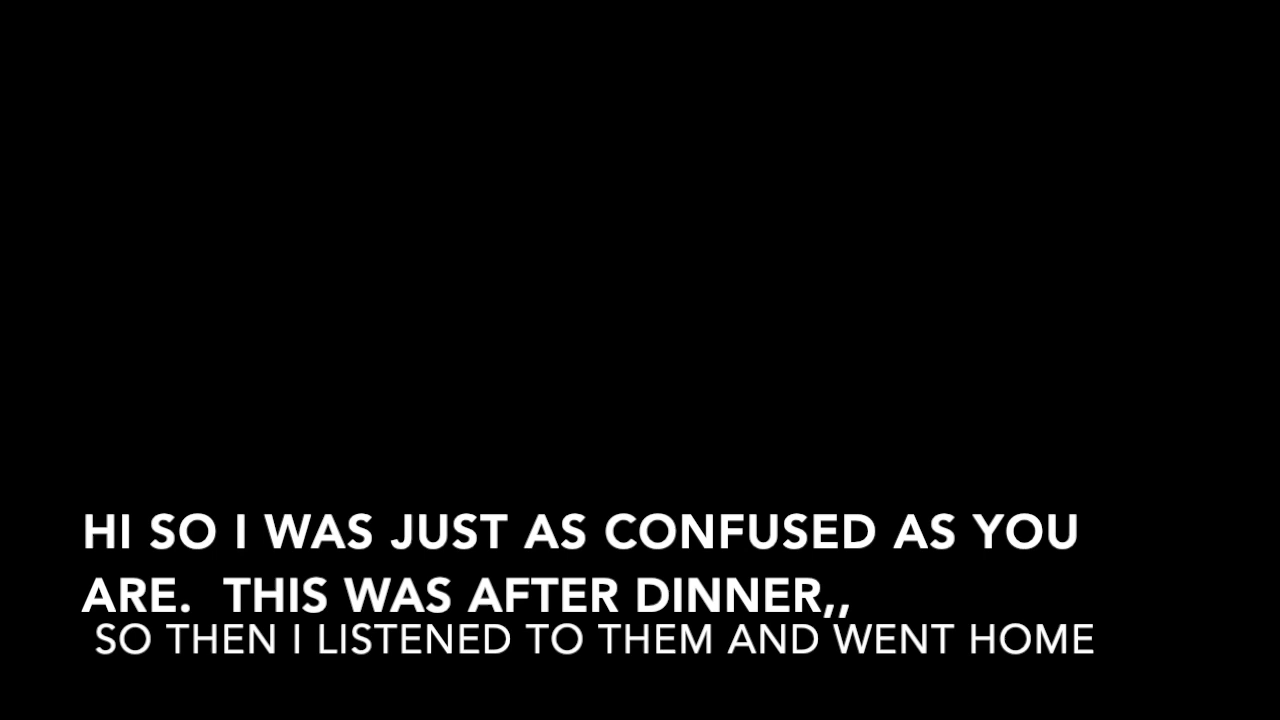 HI SO I WAS JUST AS CONFUSED AS YOU
ARE.  THIS WAS AFTER DINNER,,
SO THEN I LISTENED TO THEM AND WENT HOME